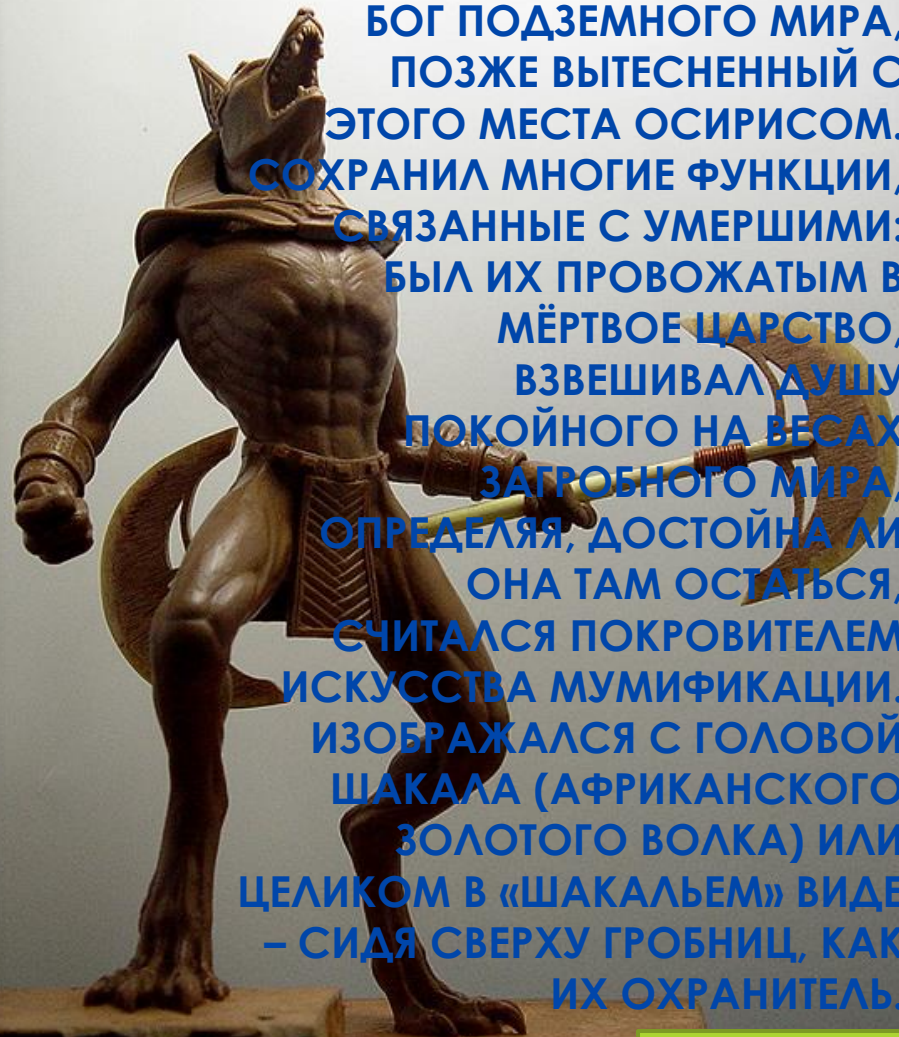 БОГ ПОДЗЕМНОГО МИРА,
ПОЗЖЕ ВЫТЕСНЕННЫЙ С
ЭТОГО МЕСТА ОСИРИСОМ.
СОХРАНИЛ МНОГИЕ ФУНКЦИИ,
СВЯЗАННЫЕ С УМЕРШИМИ:
БЫЛ ИХ ПРОВОЖАТЫМ В
МЁРТВОЕ ЦАРСТВО,
ВЗВЕШИВАЛ ДУШУ
ПОКОЙНОГО НА ВЕСАХ
ЗАГРОБНОГО МИРА,
ОПРЕДЕЛЯЯ, ДОСТОЙНА ЛИ
ОНА ТАМ ОСТАТЬСЯ,
СЧИТАЛСЯ ПОКРОВИТЕЛЕМ
ИСКУССТВА МУМИФИКАЦИИ.
ИЗОБРАЖАЛСЯ С ГОЛОВОЙ
ШАКАЛА (АФРИКАНСКОГО
ЗОЛОТОГО ВОЛКА) ИЛИ
ЦЕЛИКОМ В «ШАКАЛЬЕМ» ВИДЕ
– СИДЯ СВЕРХУ ГРОБНИЦ, КАК
ИХ ОХРАНИТЕЛЬ.